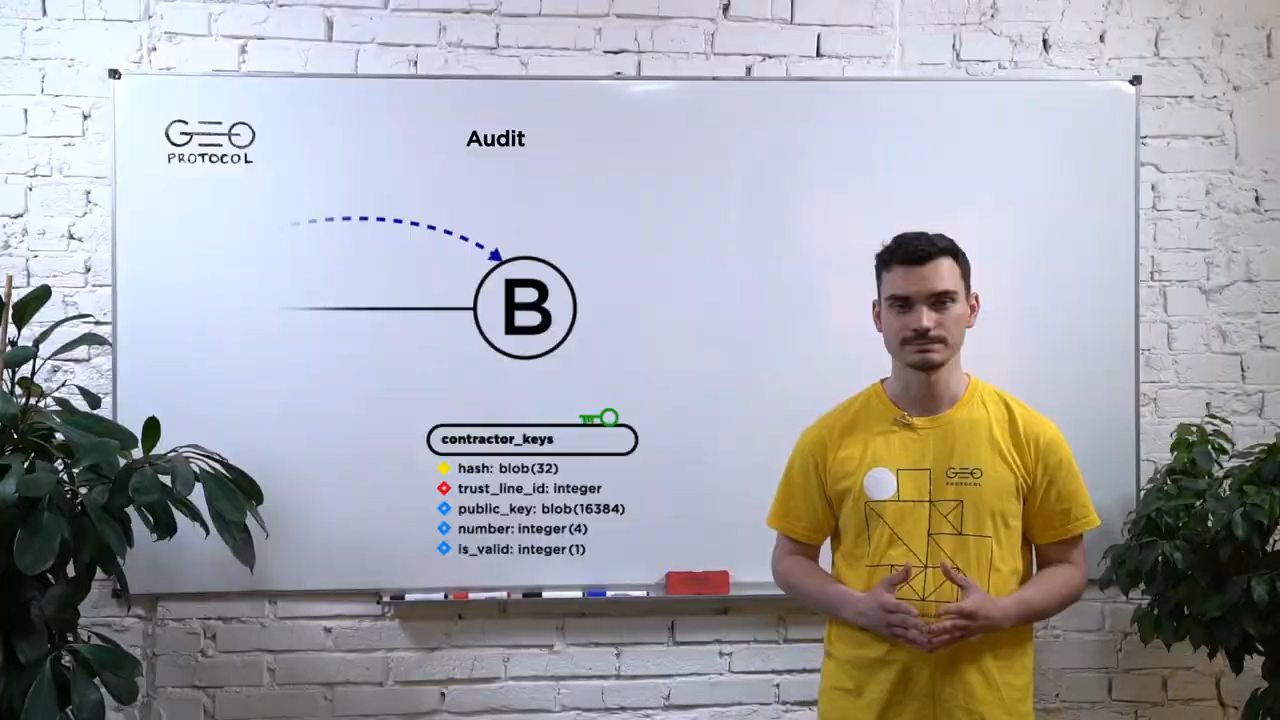 GEO
PROTOCOL
Audit
B
contractor_keys
hash: blob(32)
trust_line_id: integer
public_key: blob(16384)
number: integer(4)
is_valid: integer(1)
GEO
PROTOCOL